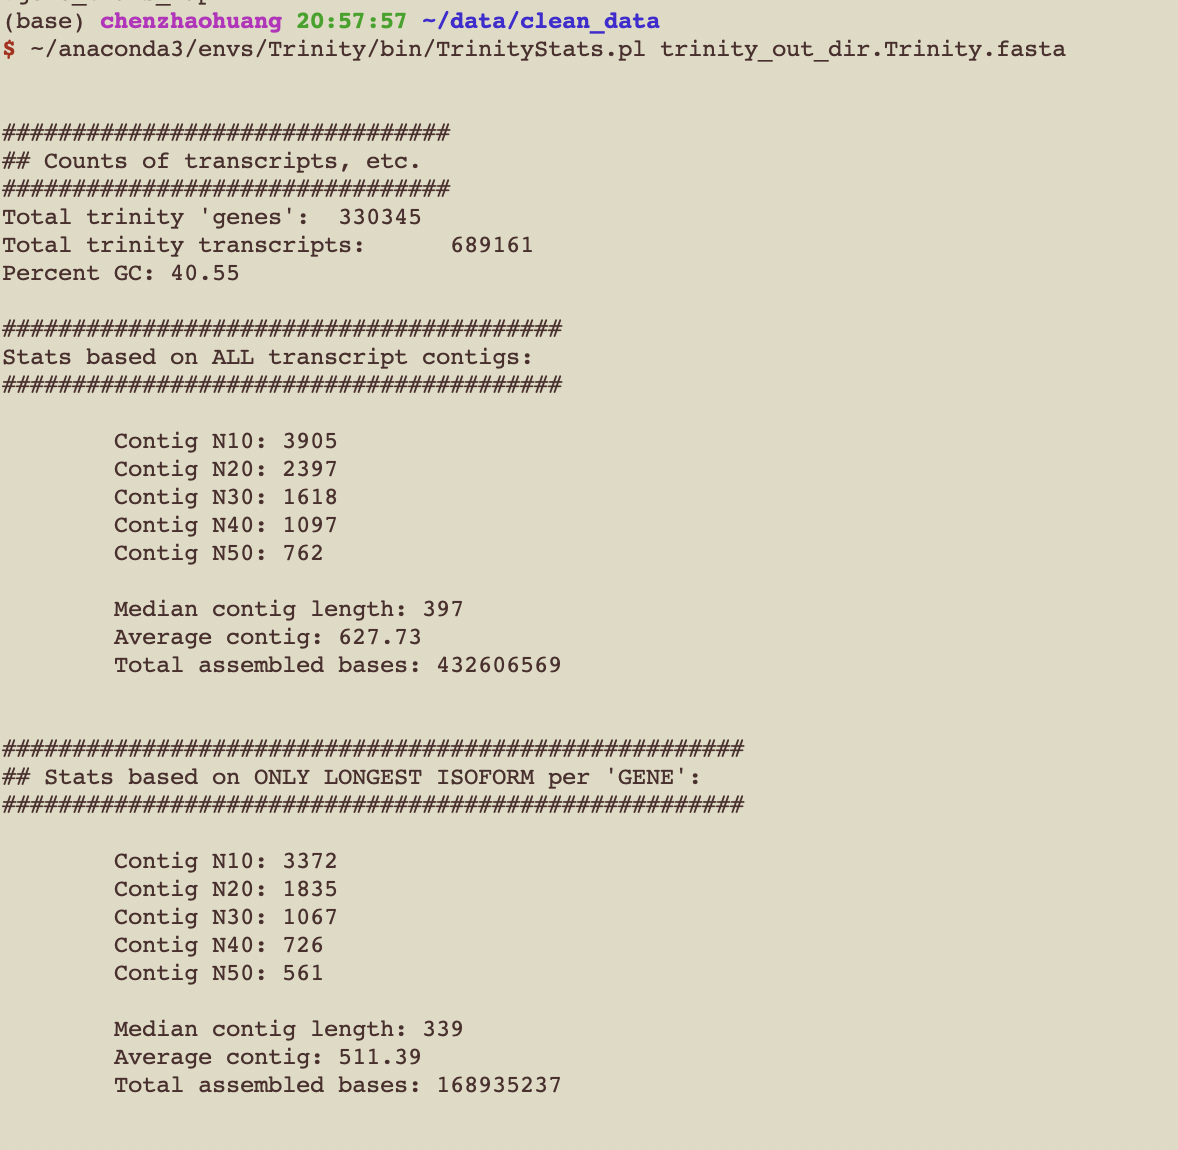 (base) chenzhaohuang 20:57:57 ~/data/clean_data
$ ~/anaconda3/envs/Trinity/bin/TrinityStats.pl trinity_out_dir.Trinity.fasta
################################
## Counts of transcripts, etc.
################################
Total trinity 'genes':  330345
Total trinity transcripts:      689161
Percent GC: 40.55
########################################
Stats based on ALL transcript contigs:
########################################
Contig N10: 3905
Contig N20: 2397
Contig N30: 1618
Contig N40: 1097
Contig N50: 762
Median contig length: 397
Average contig: 627.73
Total assembled bases: 432606569
#####################################################
## Stats based on ONLY LONGEST ISOFORM per 'GENE':
#####################################################
Contig N10: 3372
Contig N20: 1835
Contig N30: 1067
Contig N40: 726
Contig N50: 561
Median contig length: 339
Average contig: 511.39
Total assembled bases: 168935237